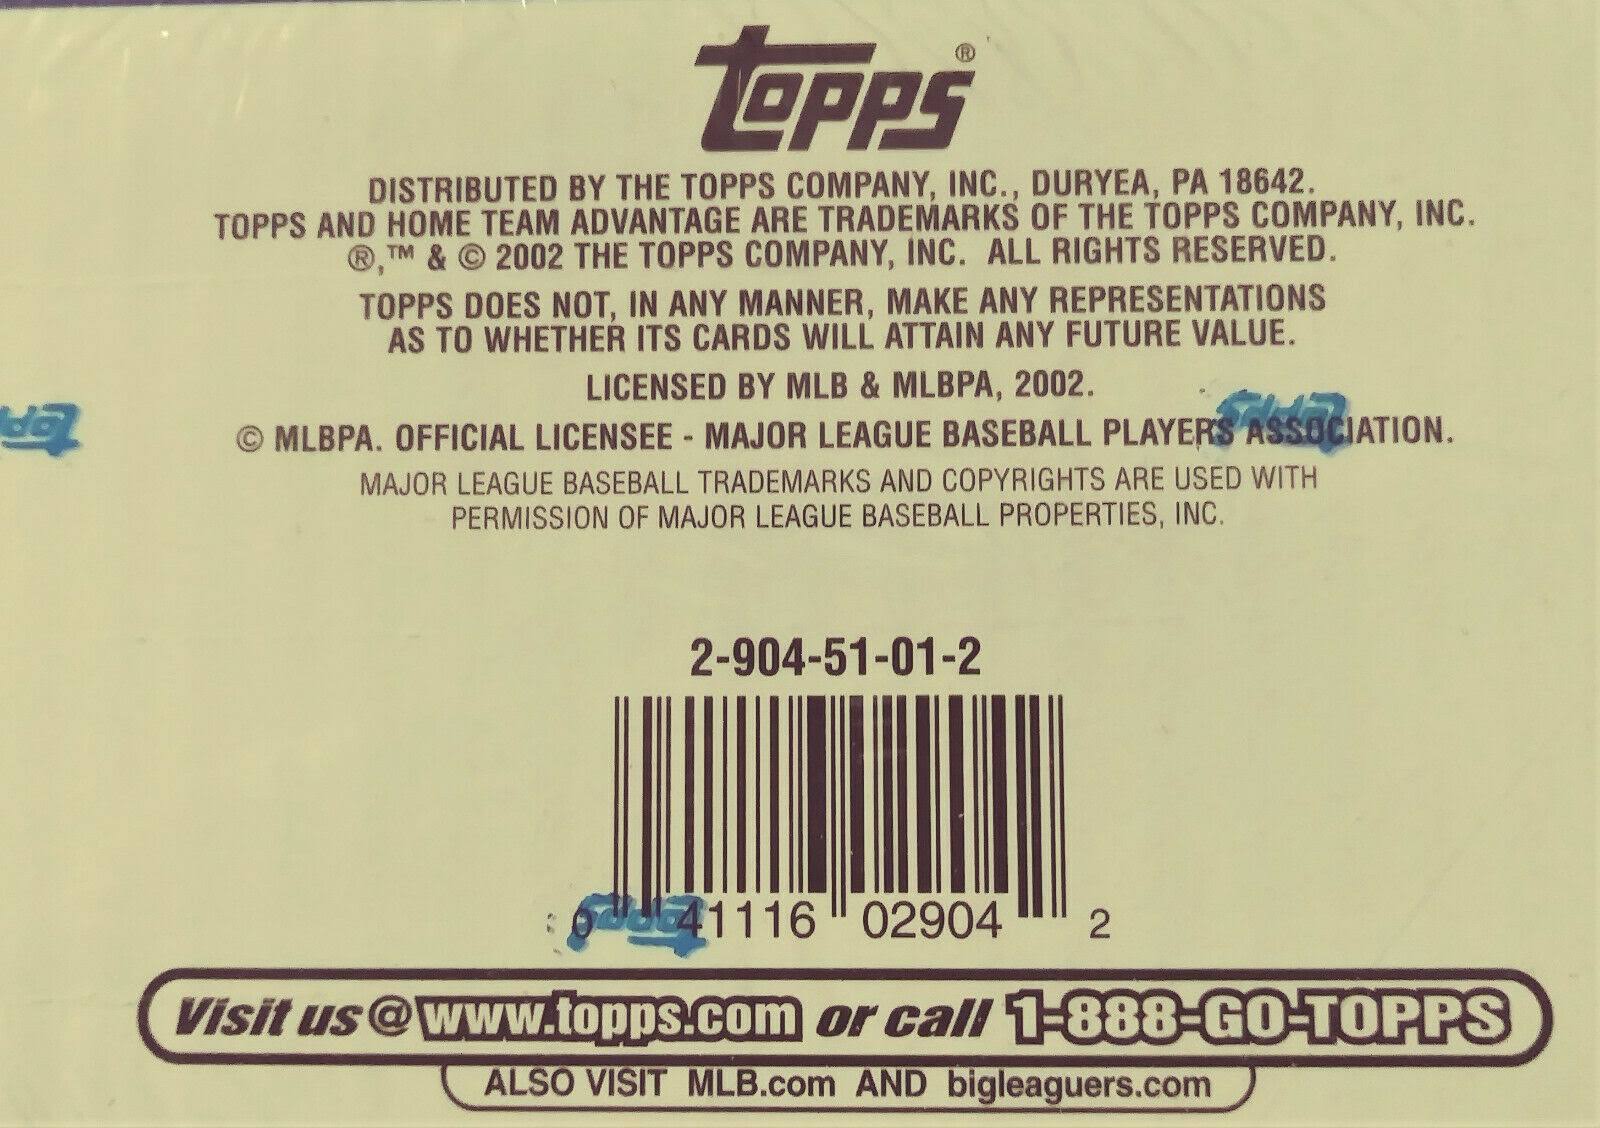 topps®
DISTRIBUTED BY THE TOPPS COMPANY, INC., DURYEA, PA 18642.
TOPPS AND HOME TEAM ADVANTAGE ARE TRADEMARKS OF THE TOPPS COMPANY, INC.
®,™ & © 2002 THE TOPPS COMPANY, INC. ALL RIGHTS RESERVED.
TOPPS DOES NOT, IN ANY MANNER, MAKE ANY REPRESENTATIONS
AS TO WHETHER ITS CARDS WILL ATTAIN ANY FUTURE VALUE.
LICENSED BY MLB & MLBPA, 2002.
topps
© MLBPA. OFFICIAL LICENSEE - MAJOR LEAGUE BASEBALL PLAYERS ASSOCIATION.
MAJOR LEAGUE BASEBALL TRADEMARKS AND COPYRIGHTS ARE USED WITH
PERMISSION OF MAJOR LEAGUE BASEBALL PROPERTIES, INC.
2-904-51-01-2
0 41116 02904 2
topps
Visit us @ www.topps.com or call 1-888-GO-TOPPS
ALSO VISIT MLB.com AND bigleaguers.com